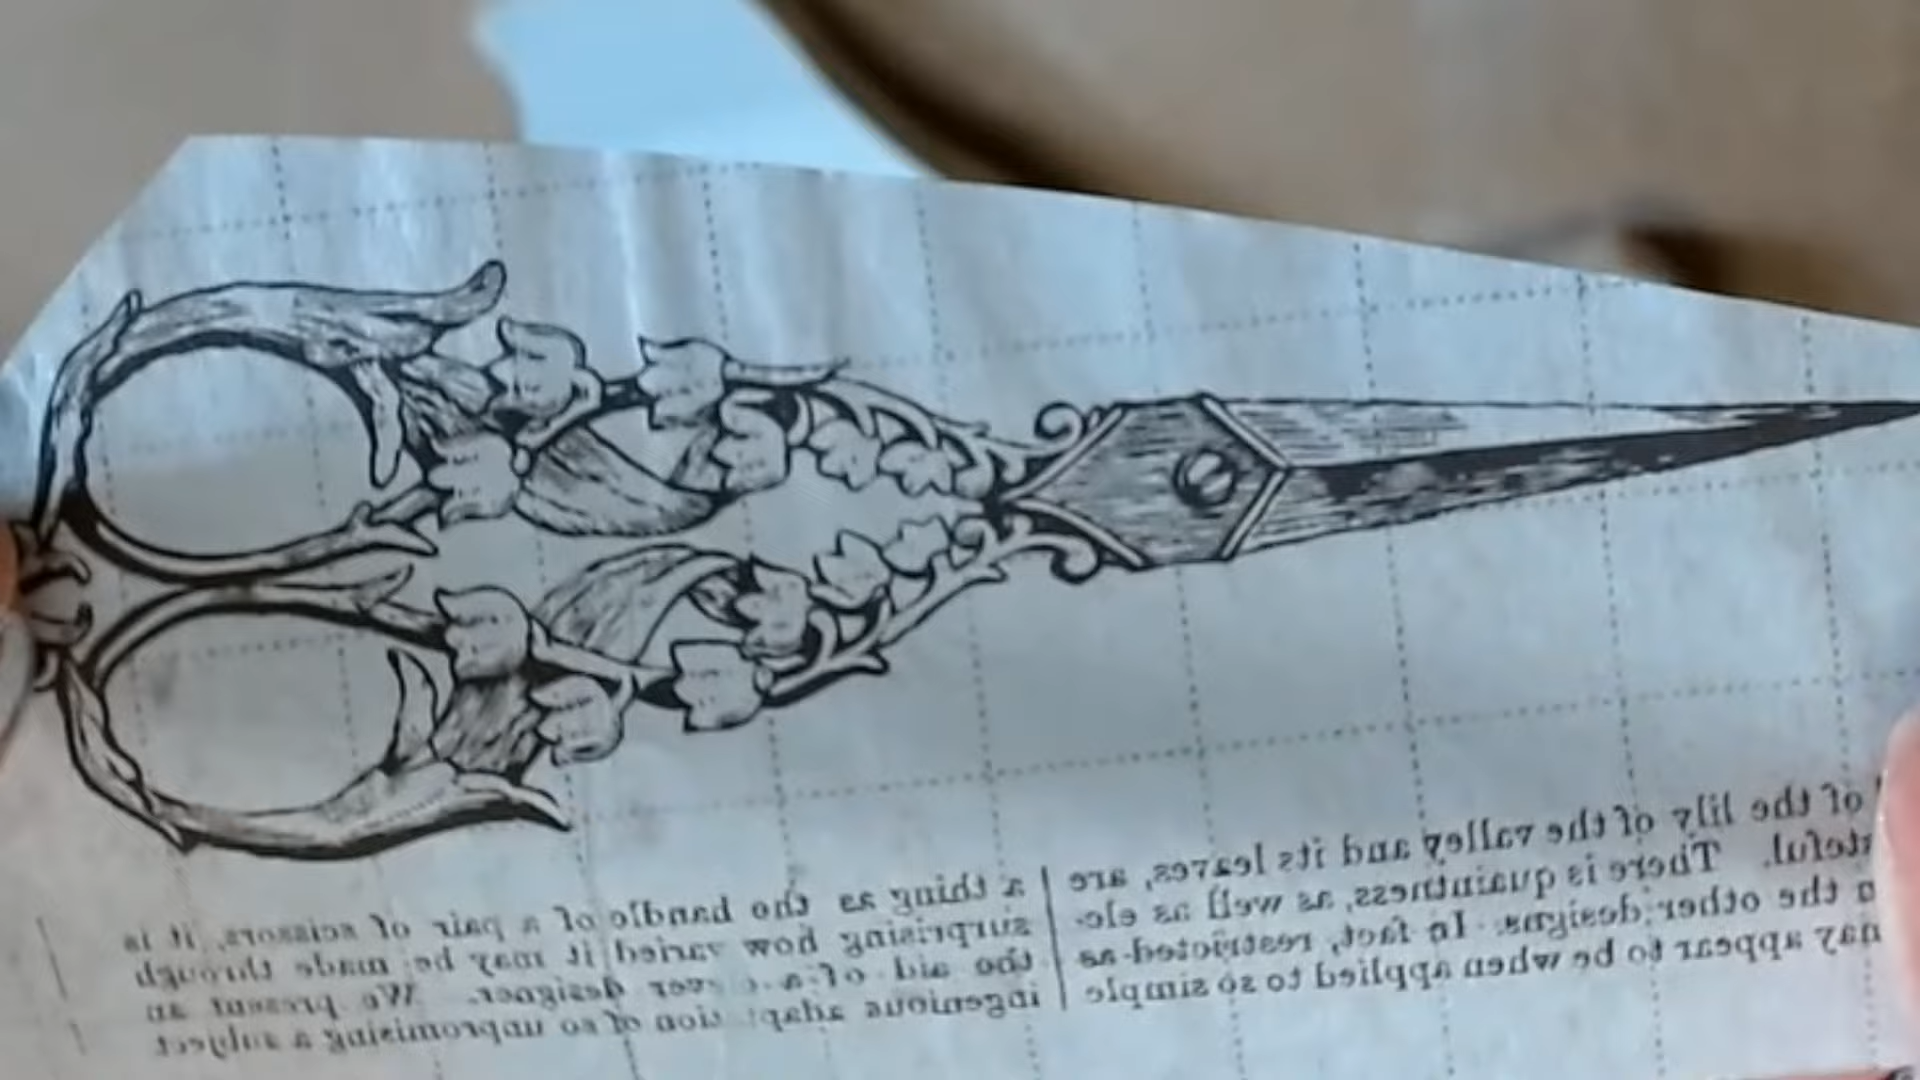 of the lily of the valley and its leaves, are
There is quaintness, as well as ele-
the other designs. In fact, restricted as
may appear to be when applied to so simple
a thing as the handle of a pair of scissors, it is
surprising how varied it may be made through
the aid of a clever designer. We present an
ingenious adaptation of so unpromising a subject